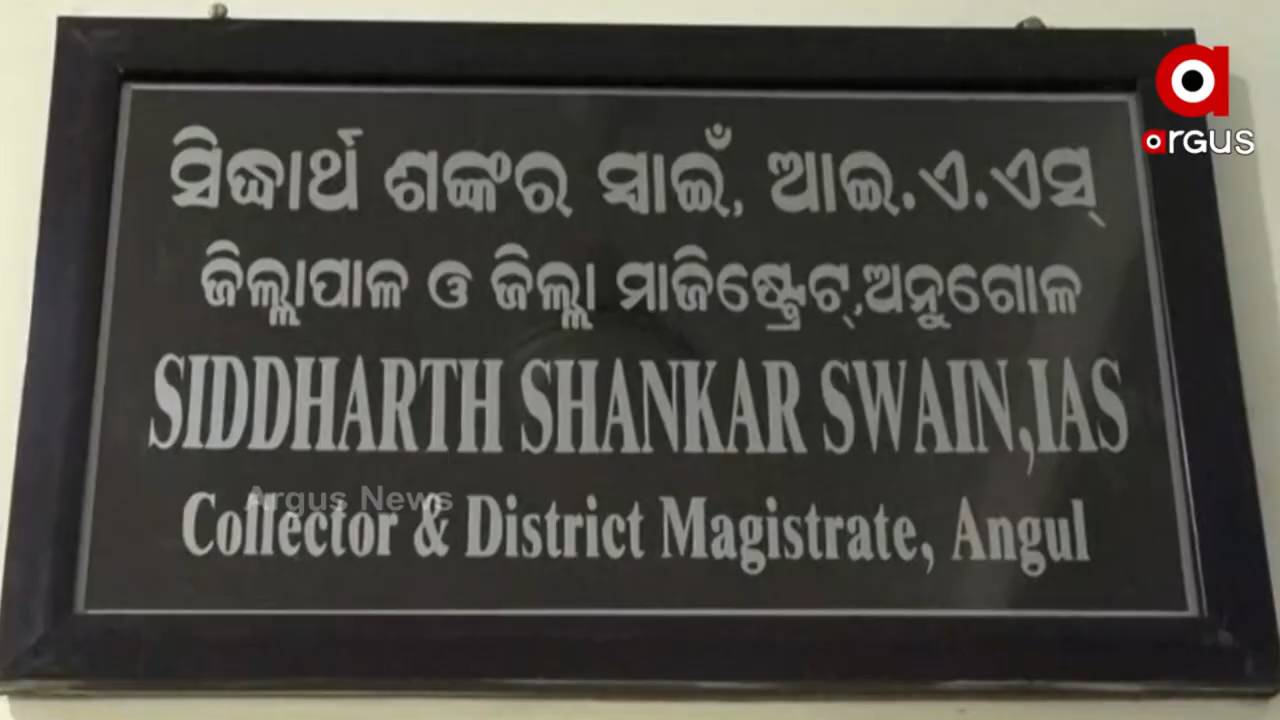 ସିଦ୍ଧାର୍ଥ ଶଙ୍କର ସ୍ୱାଇଁ, ଆଇ.ଏ.ଏସ୍
ଜିଲ୍ଲାପାଳ ଓ ଜିଲ୍ଲା ମାଜିଷ୍ଟ୍ରେଟ୍,ଅନୁଗୋଳ
SIDDHARTH SHANKAR SWAIN,IAS
Collector & District Magistrate, Angul
Argus News
argus